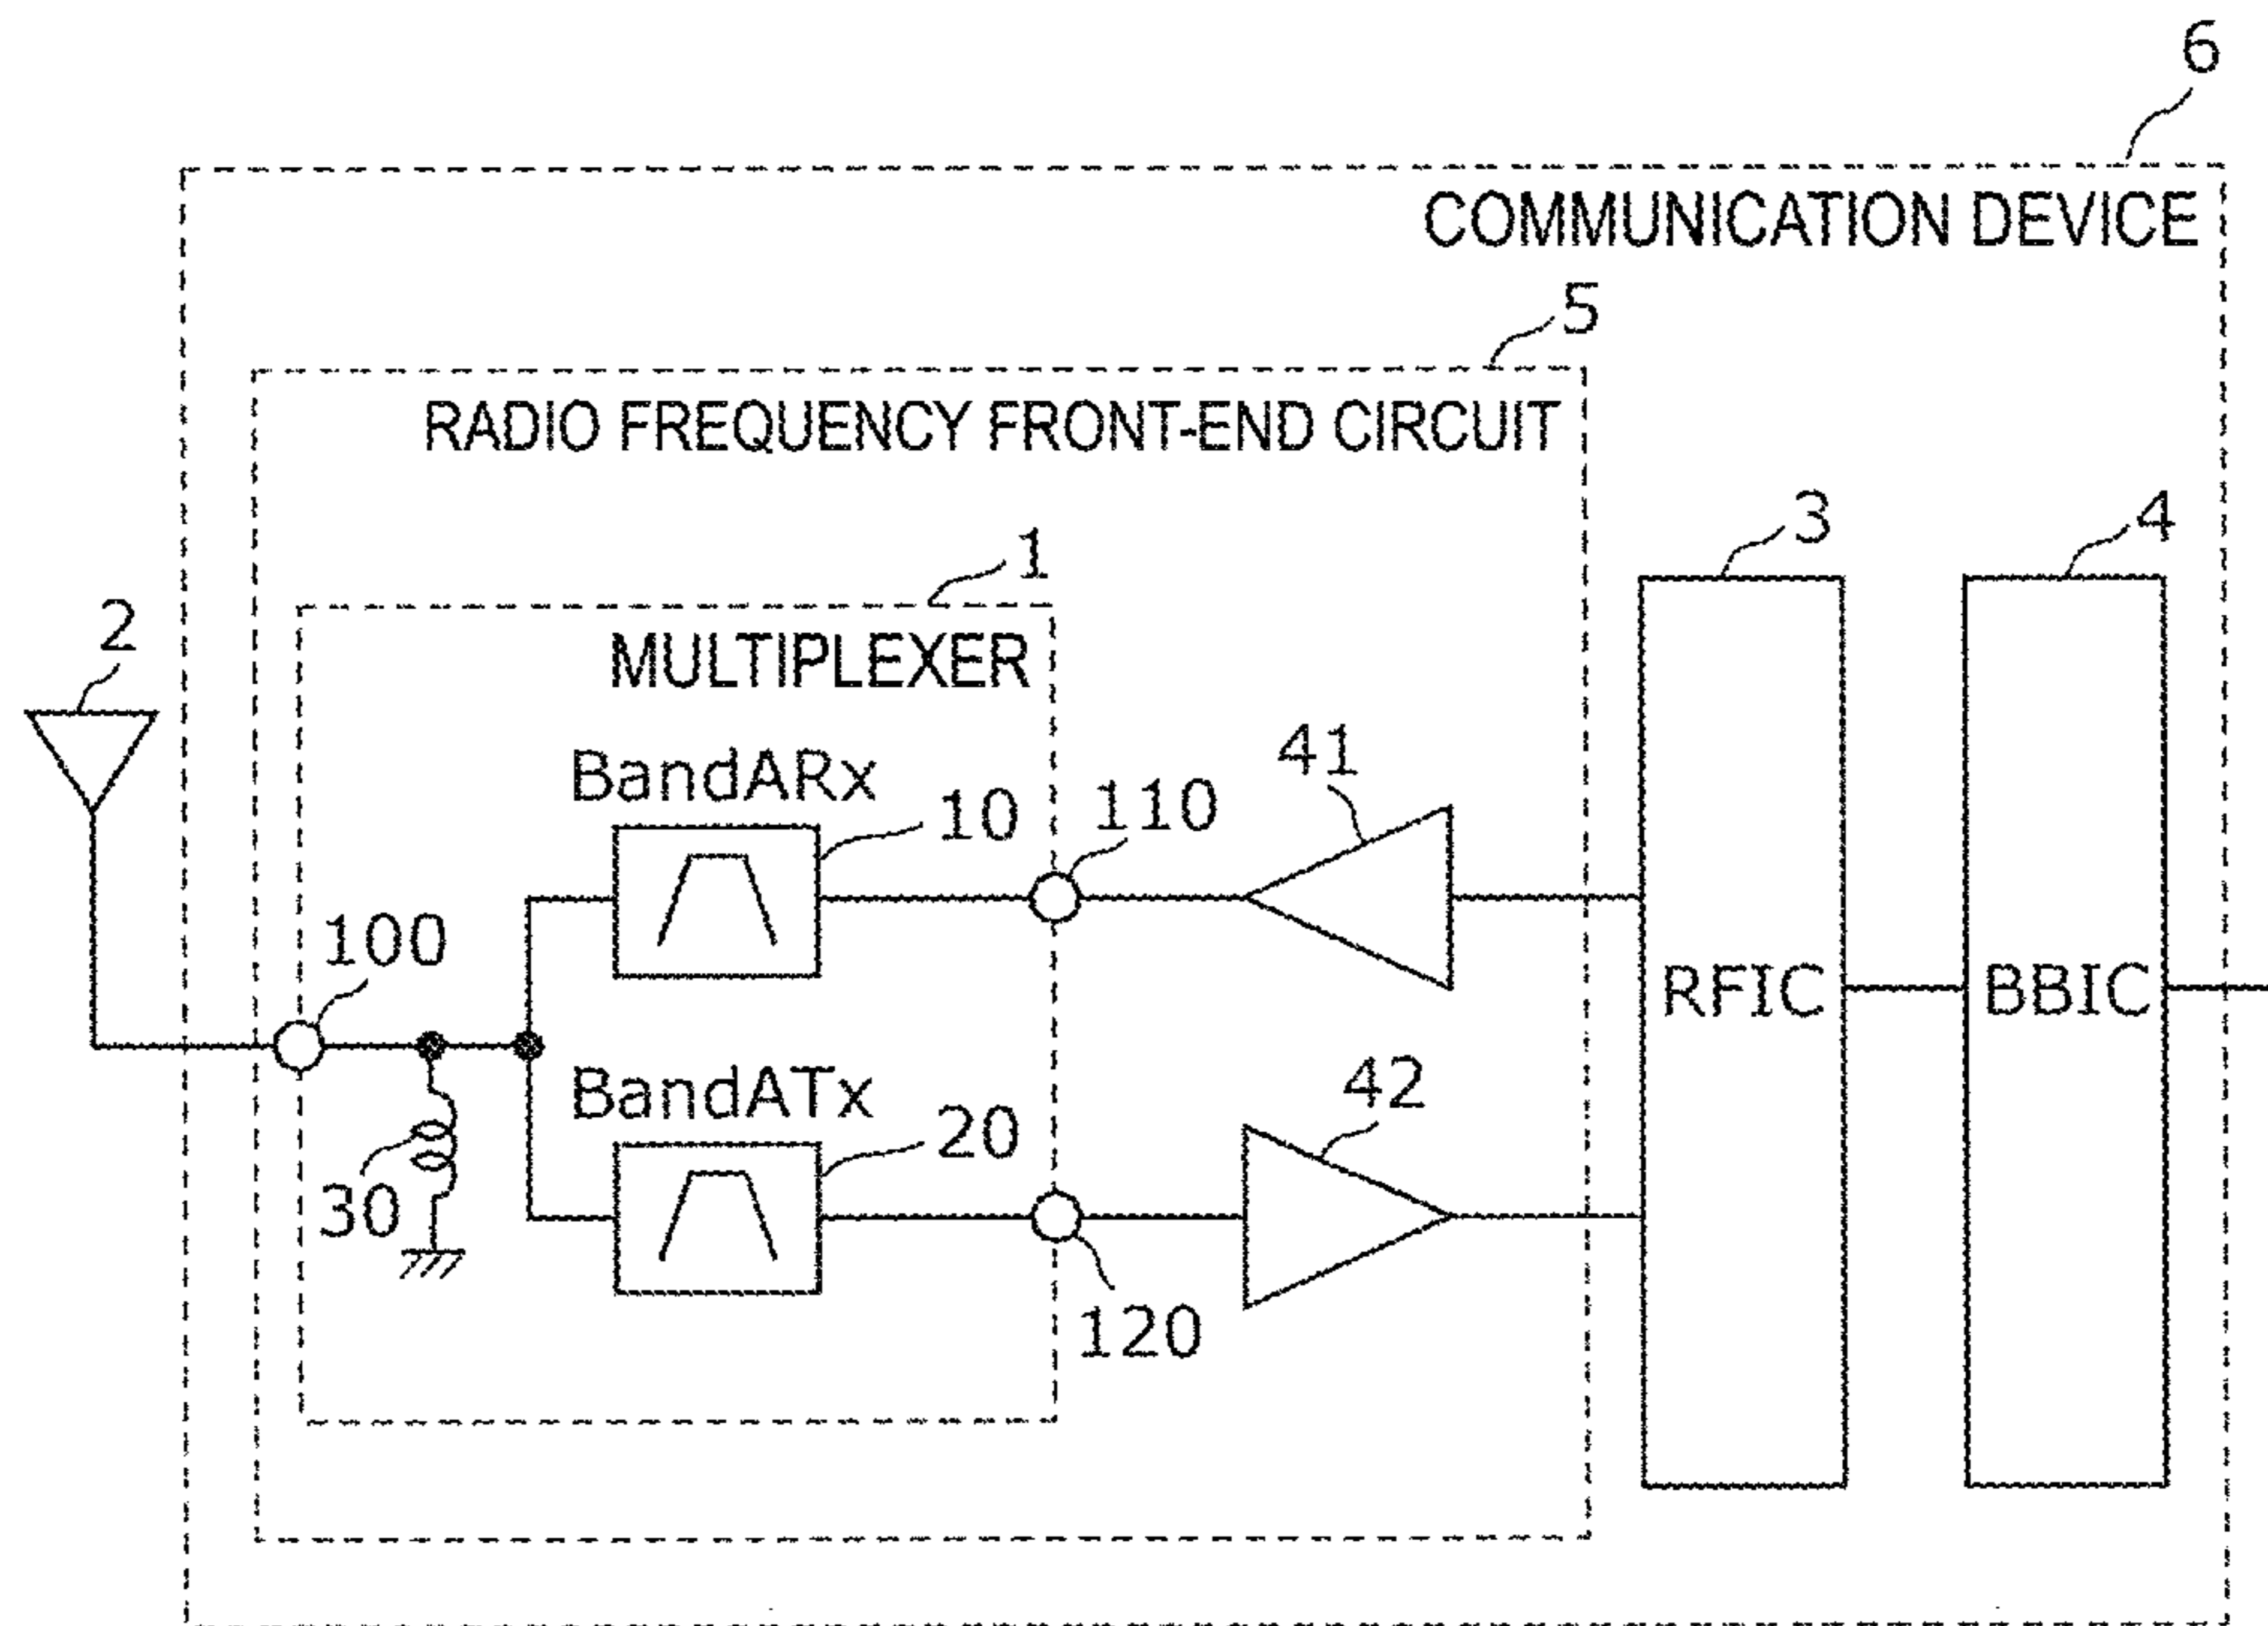 6
COMMUNICATION DEVICE
5
RADIO FREQUENCY FRONT-END CIRCUIT
1
3
4
2
MULTIPLEXER
BandARx
10
110
41
100
RFIC
BBIC
BandATx
20
42
30
120